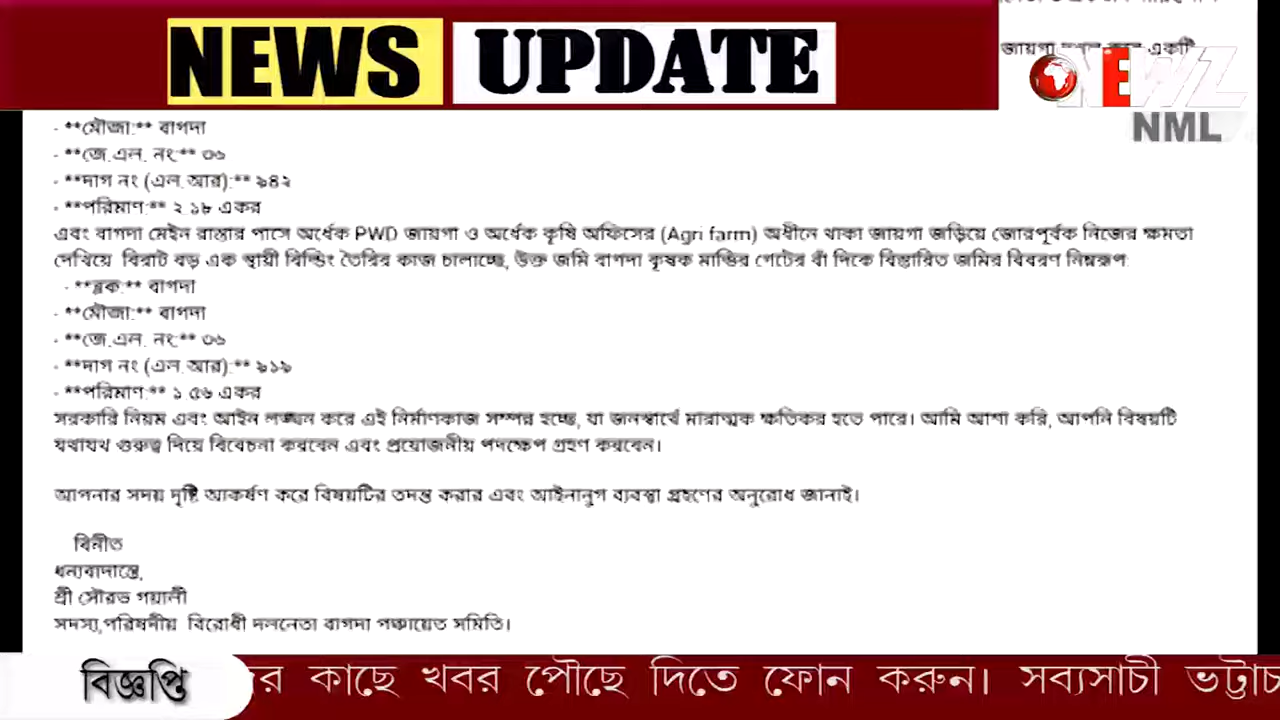 NEWS UPDATE
জায়গা একটি
NEWZ
NML
- **মৌজা:** বাগদা
- **জে.এল. নং:** ৩৬
- **দাগ নং (এল.আর):** ৯৪২
- **পরিমাণ:** ২.১৮ একর
এবং বাগদা মেইন রাস্তার পাসে অর্ধেক PWD জায়গা ও অর্ধেক কৃষি অফিসের (Agri farm) অধীনে থাকা জায়গা জড়িয়ে জোরপূর্বক নিজের ক্ষমতা
দেখিয়ে বিরাট বড় এক স্থায়ী বিল্ডিং তৈরির কাজ চালাচ্ছে, উক্ত জমি বাগদা কৃষক মান্ডির গেটের বাঁ দিকে বিস্তারিত জমির বিবরণ নিম্নরূপ:
- **ব্লক:** বাগদা
- **মৌজা:** বাগদা
- **জে.এল. নং:** ৩৬
- **দাগ নং (এল.আর):** ৯১৯
- **পরিমাণ:** ১.৫৬ একর
সরকারি নিয়ম এবং আইন লঙ্ঘন করে এই নির্মাণকাজ সম্পন্ন হচ্ছে, যা জনস্বার্থে মারাত্মক ক্ষতিকর হতে পারে। আমি আশা করি, আপনি বিষয়টি
যথাযথ গুরুত্ব দিয়ে বিবেচনা করবেন এবং প্রয়োজনীয় পদক্ষেপ গ্রহণ করবেন।
আপনার সদয় দৃষ্টি আকর্ষণ করে বিষয়টির তদন্ত করার এবং আইনানুগ ব্যবস্থা গ্রহণের অনুরোধ জানাই।
বিনীত
ধন্যবাদান্তে,
শ্রী সৌরভ গয়ালী
সদস্য,পরিষদীয় বিরোধী দলনেতা বাগদা পঞ্চায়েত সমিতি।
বিজ্ঞপ্তি র কাছে খবর পৌছে দিতে ফোন করুন। সব্যসাচী ভট্টাচ